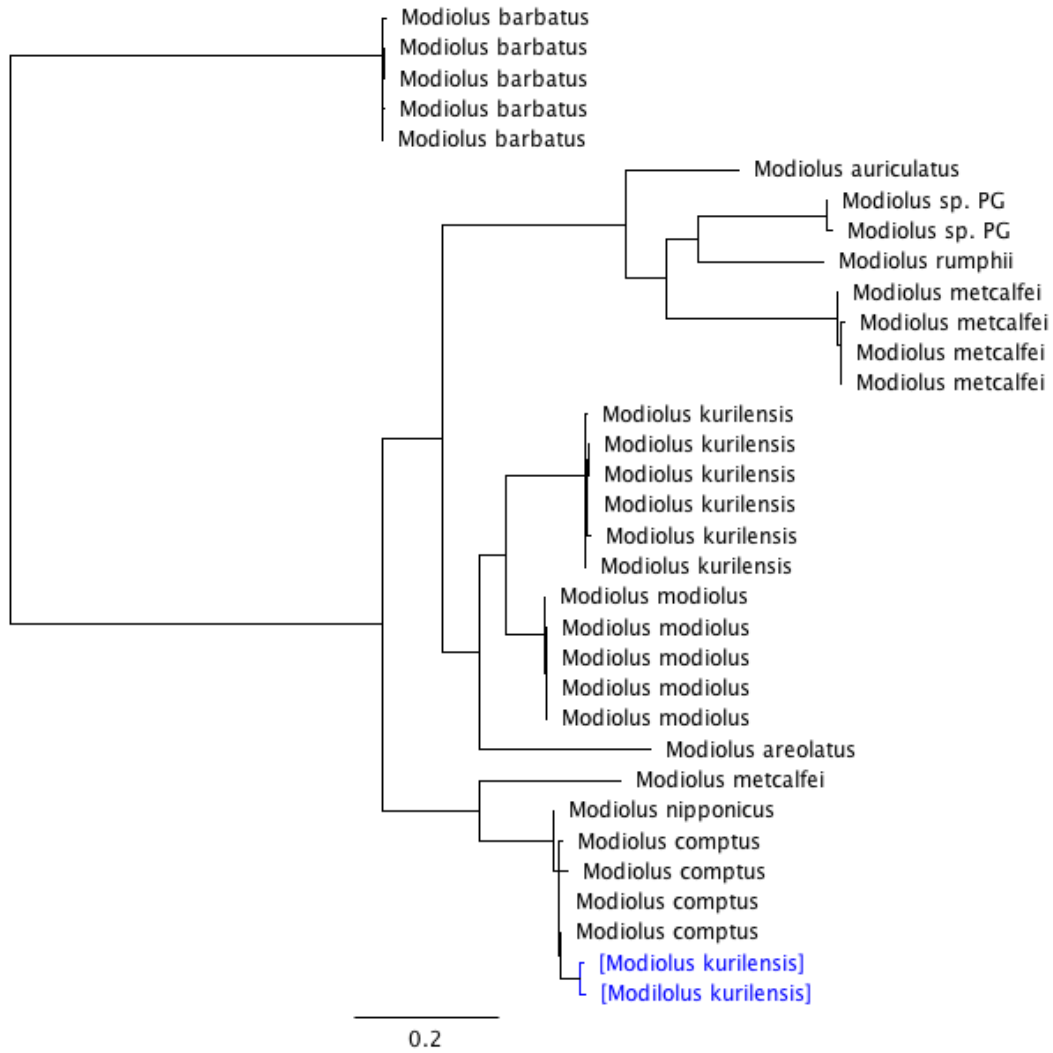 Modiolus barbatus
Modiolus barbatus
Modiolus barbatus
Modiolus barbatus
Modiolus barbatus
Modiolus auriculatus
Modiolus sp. PG
Modiolus sp. PG
Modiolus rumphii
Modiolus metcalfei
Modiolus metcalfei
Modiolus metcalfei
Modiolus metcalfei
Modiolus kurilensis
Modiolus kurilensis
Modiolus kurilensis
Modiolus kurilensis
Modiolus kurilensis
Modiolus kurilensis
Modiolus modiolus
Modiolus modiolus
Modiolus modiolus
Modiolus modiolus
Modiolus modiolus
Modiolus areolatus
Modiolus metcalfei
Modiolus nipponicus
Modiolus comptus
Modiolus comptus
Modiolus comptus
Modiolus comptus
[Modiolus kurilensis]
[Modilolus kurilensis]
0.2